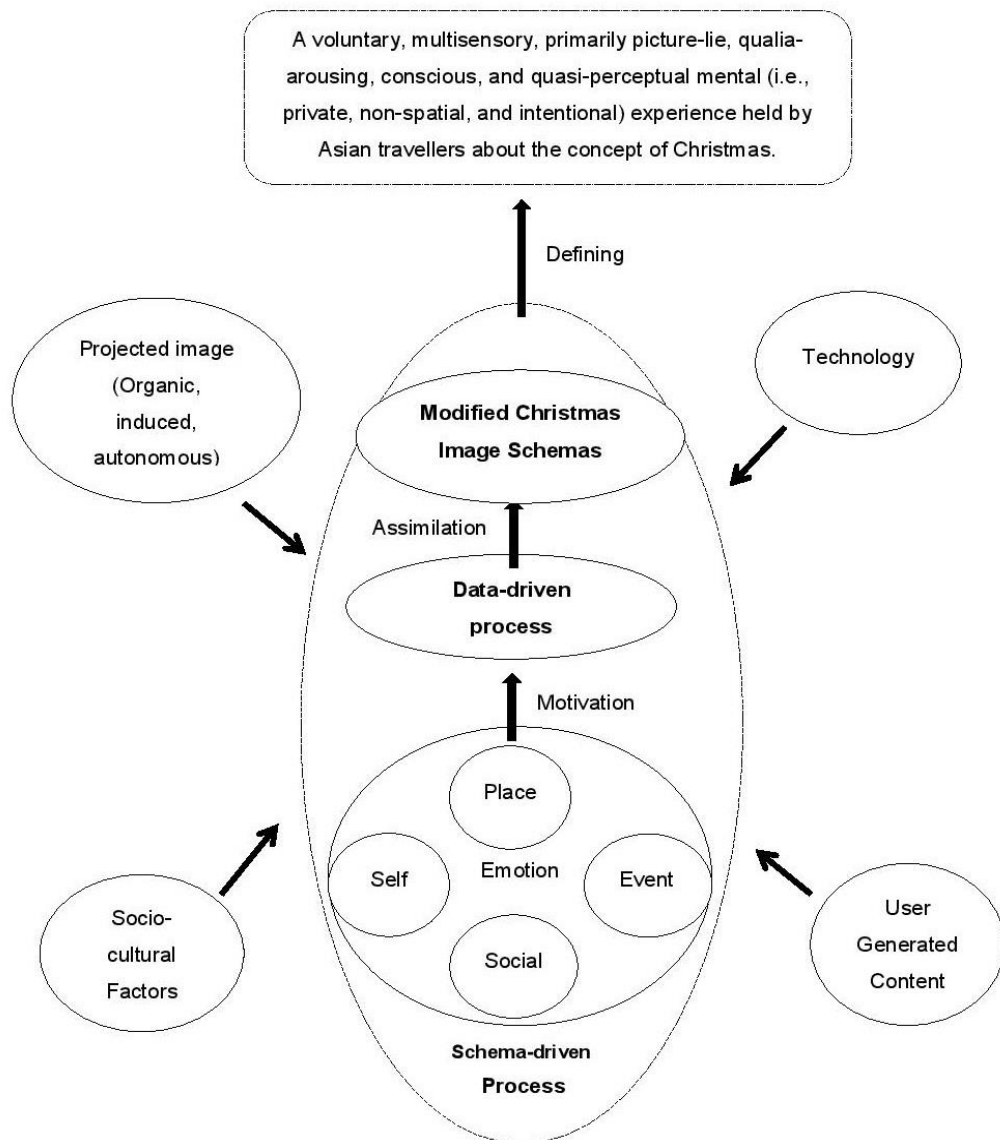 A voluntary, multisensory, primarily picture-lie, qualia-
arousing, conscious, and quasi-perceptual mental (i.e.,
private, non-spatial, and intentional) experience held by
Asian travellers about the concept of Christmas.
Defining
Projected image
(Organic,
induced,
autonomous)
Technology
Modified Christmas
Image Schemas
Assimilation
Data-driven
process
Motivation
Place
Self
Emotion
Event
Social
Socio-
cultural
Factors
User
Generated
Content
Schema-driven
Process